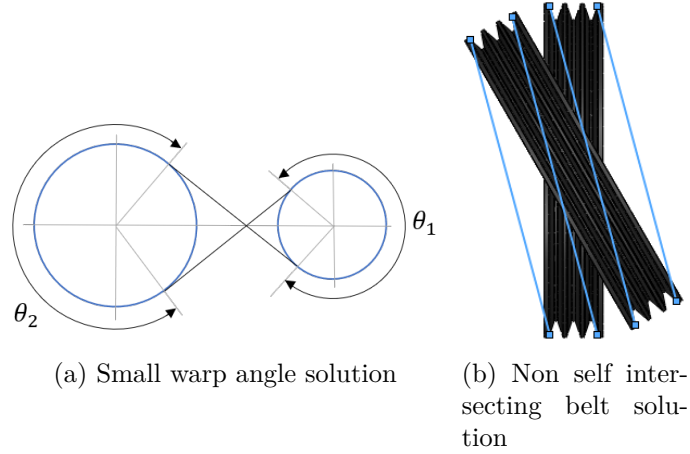 θ₁
θ₂
(a) Small warp angle solution
(b) Non self inter-
secting belt solu-
tion